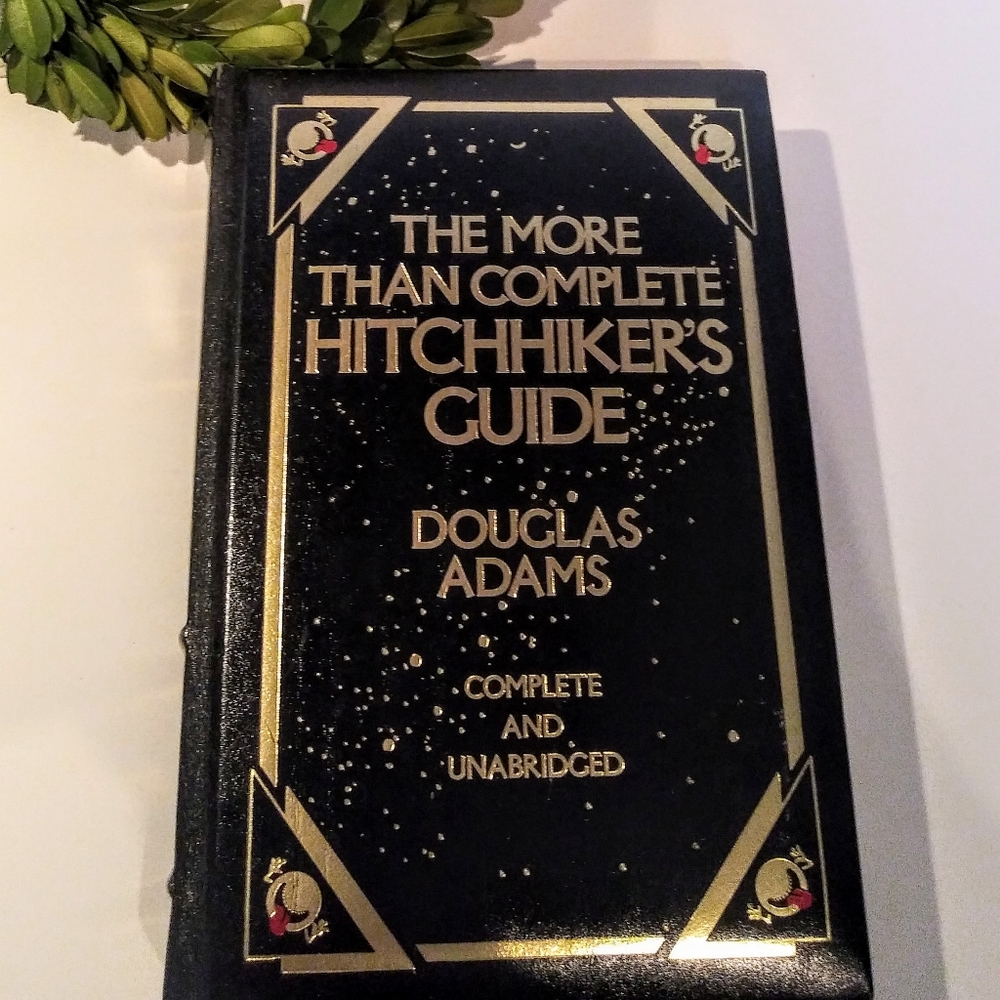 THE MORE
THAN COMPLETE
HITCHHIKER'S
GUIDE
DOUGLAS
ADAMS
COMPLETE
AND
UNABRIDGED